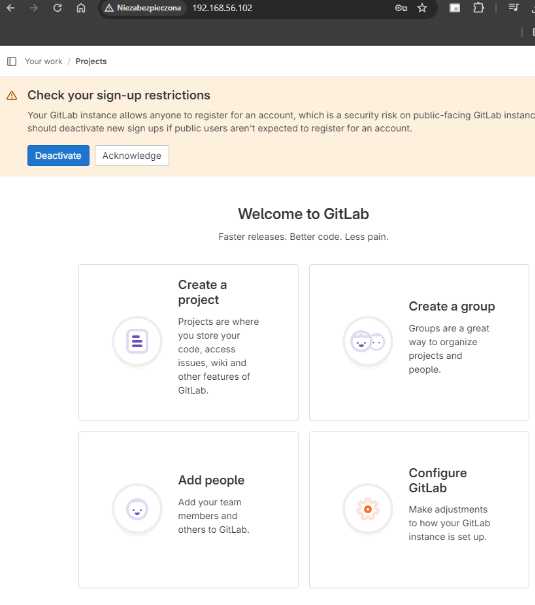 Niezabezpieczona 192.168.56.102
Your work / Projects
Check your sign-up restrictions
Your GitLab instance allows anyone to register for an account, which is a security risk on public-facing GitLab instanc
should deactivate new sign ups if public users aren't expected to register for an account.
Deactivate Acknowledge
Welcome to GitLab
Faster releases. Better code. Less pain.
Create a
project
Projects are where
you store your
code, access
issues, wiki and
other features of
GitLab.
Create a group
Groups are a great
way to organize
projects and
people.
Add people
Add your team
members and
others to GitLab.
Configure
GitLab
Make adjustments
to how your GitLab
instance is set up.